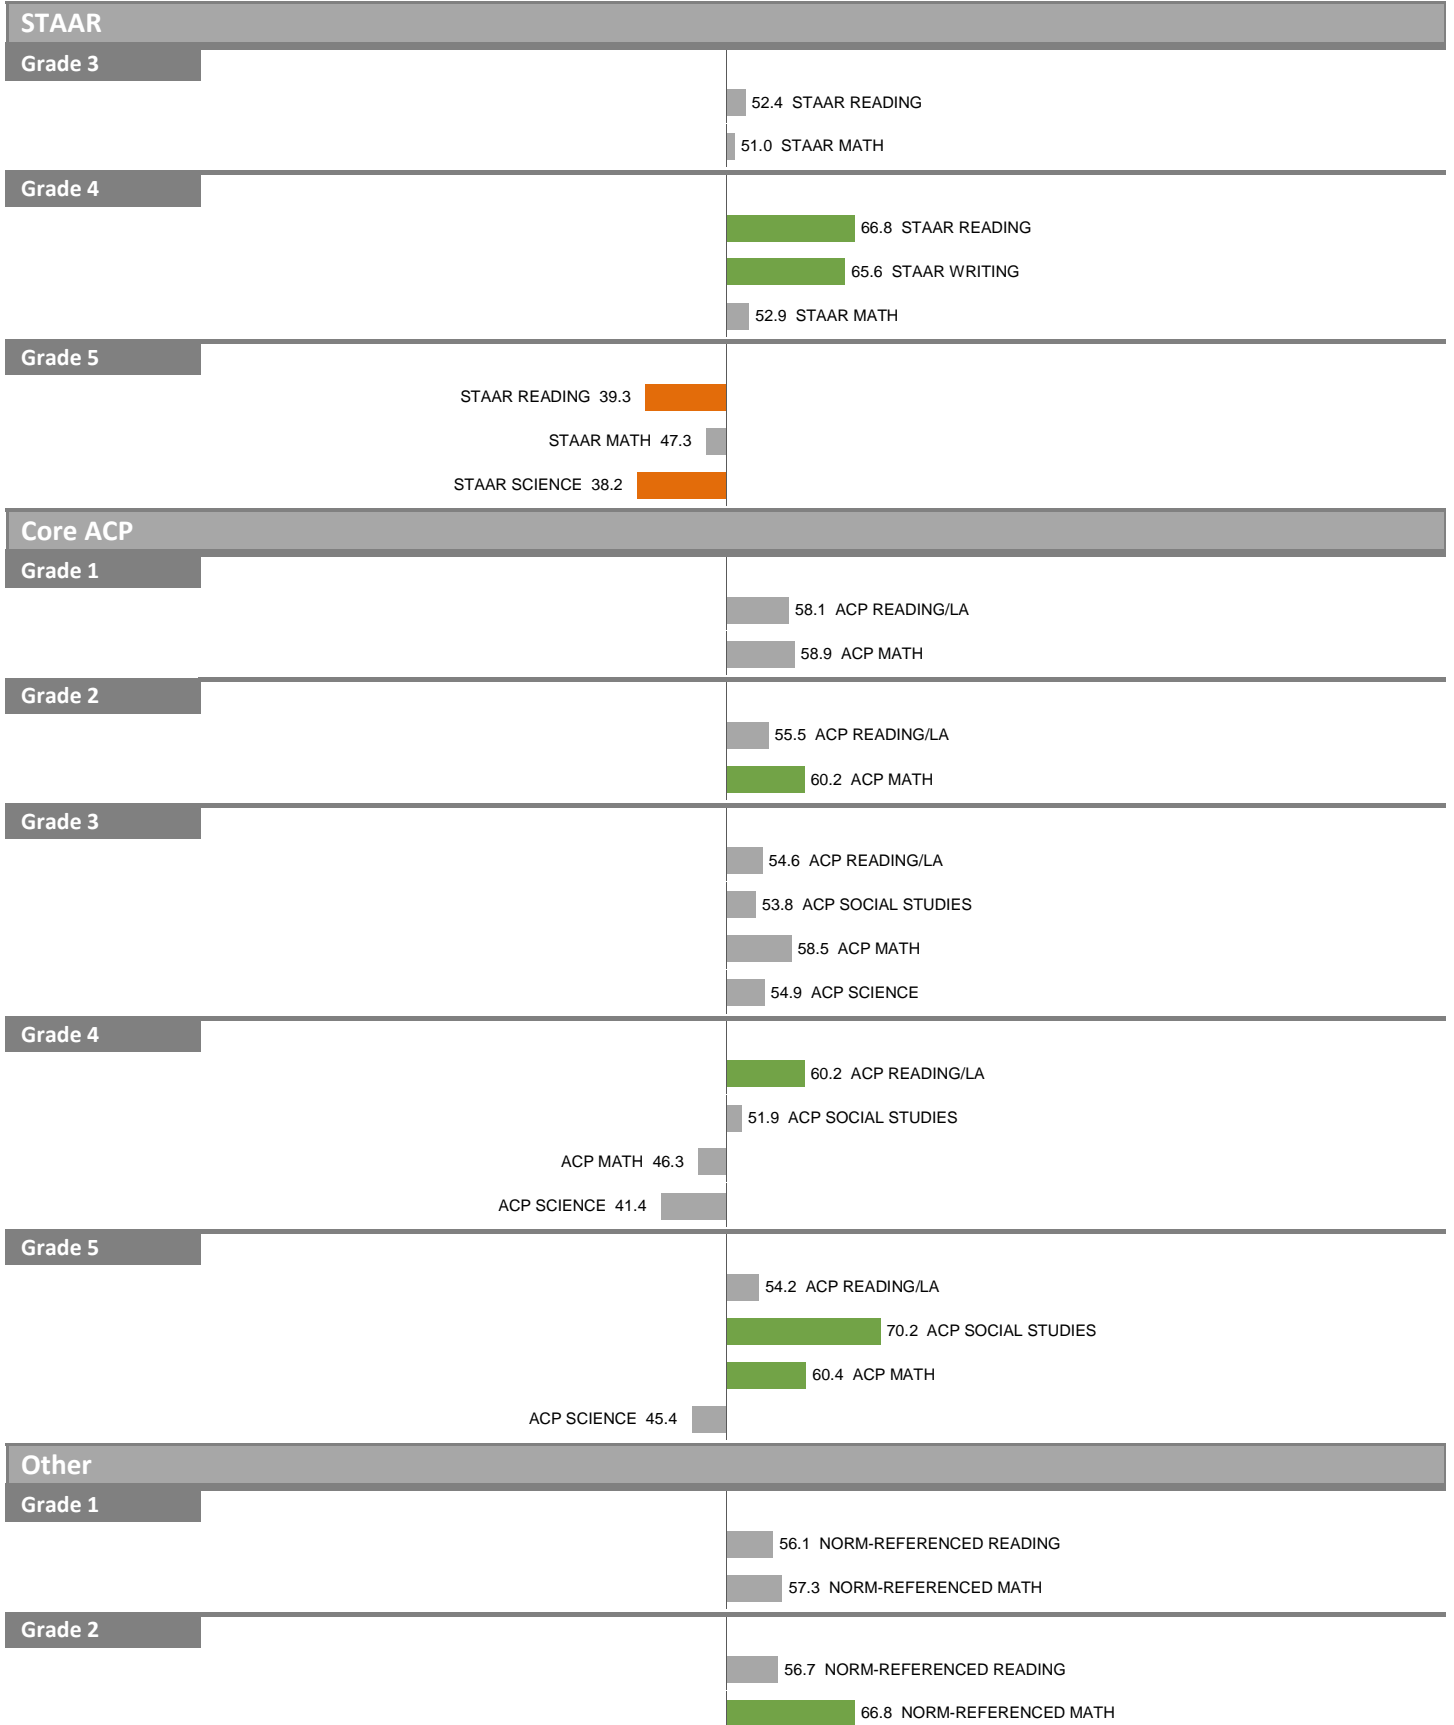 STAAR
Grade 3
52.4 STAAR READING
51.0 STAAR MATH
Grade 4
66.8 STAAR READING
65.6 STAAR WRITING
52.9 STAAR MATH
Grade 5
STAAR READING 39.3
STAAR MATH 47.3
STAAR SCIENCE 38.2
Core ACP
Grade 1
58.1 ACP READING/LA
58.9 ACP MATH
Grade 2
55.5 ACP READING/LA
60.2 ACP MATH
Grade 3
54.6 ACP READING/LA
53.8 ACP SOCIAL STUDIES
58.5 ACP MATH
54.9 ACP SCIENCE
Grade 4
60.2 ACP READING/LA
51.9 ACP SOCIAL STUDIES
ACP MATH 46.3
ACP SCIENCE 41.4
Grade 5
54.2 ACP READING/LA
70.2 ACP SOCIAL STUDIES
60.4 ACP MATH
ACP SCIENCE 45.4
Other
Grade 1
56.1 NORM-REFERENCED READING
57.3 NORM-REFERENCED MATH
Grade 2
56.7 NORM-REFERENCED READING
66.8 NORM-REFERENCED MATH